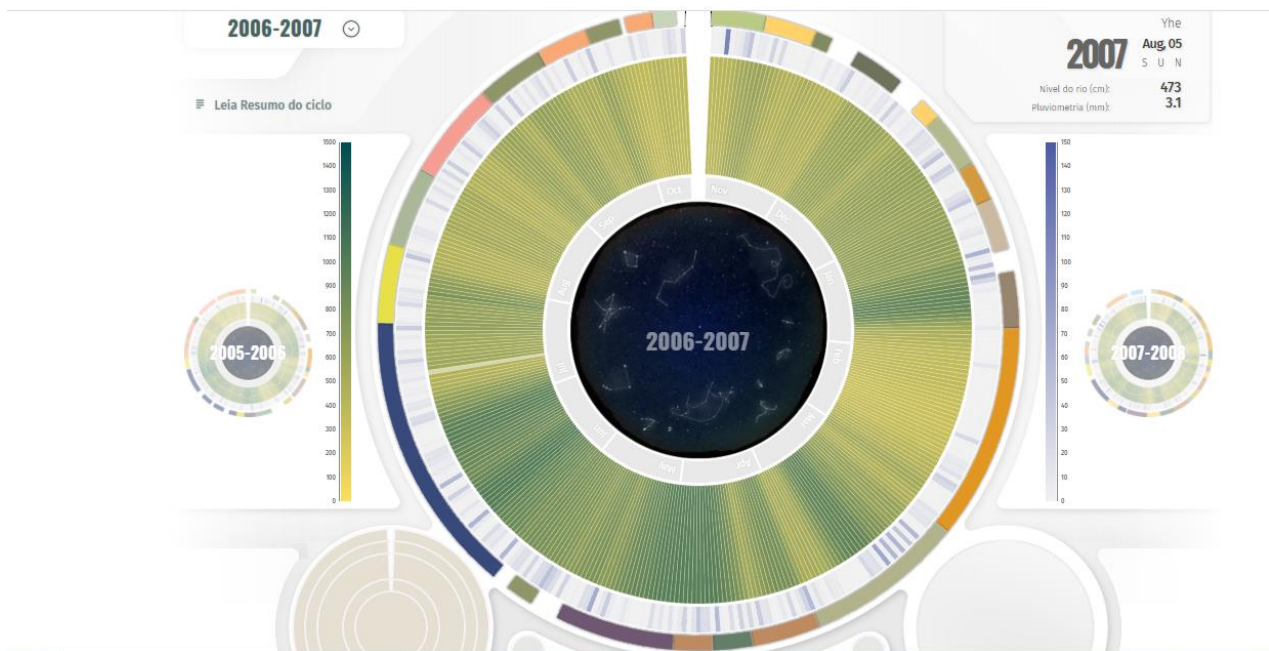 2006-2007
Leia Resumo do ciclo
Yhe
2007
Aug, 05
S U N
Nível do rio (cm):
473
Pluviometria (mm):
3.1
1500
1400
1300
1200
1100
1000
900
800
700
600
500
400
300
200
100
0
150
140
130
120
110
100
90
80
70
60
50
40
30
20
10
0
Oct
Nov
Dec
Jan
Feb
Mar
Apr
May
Jun
Jul
Aug
Sep
2006-2007
2005-2006
2007-2008